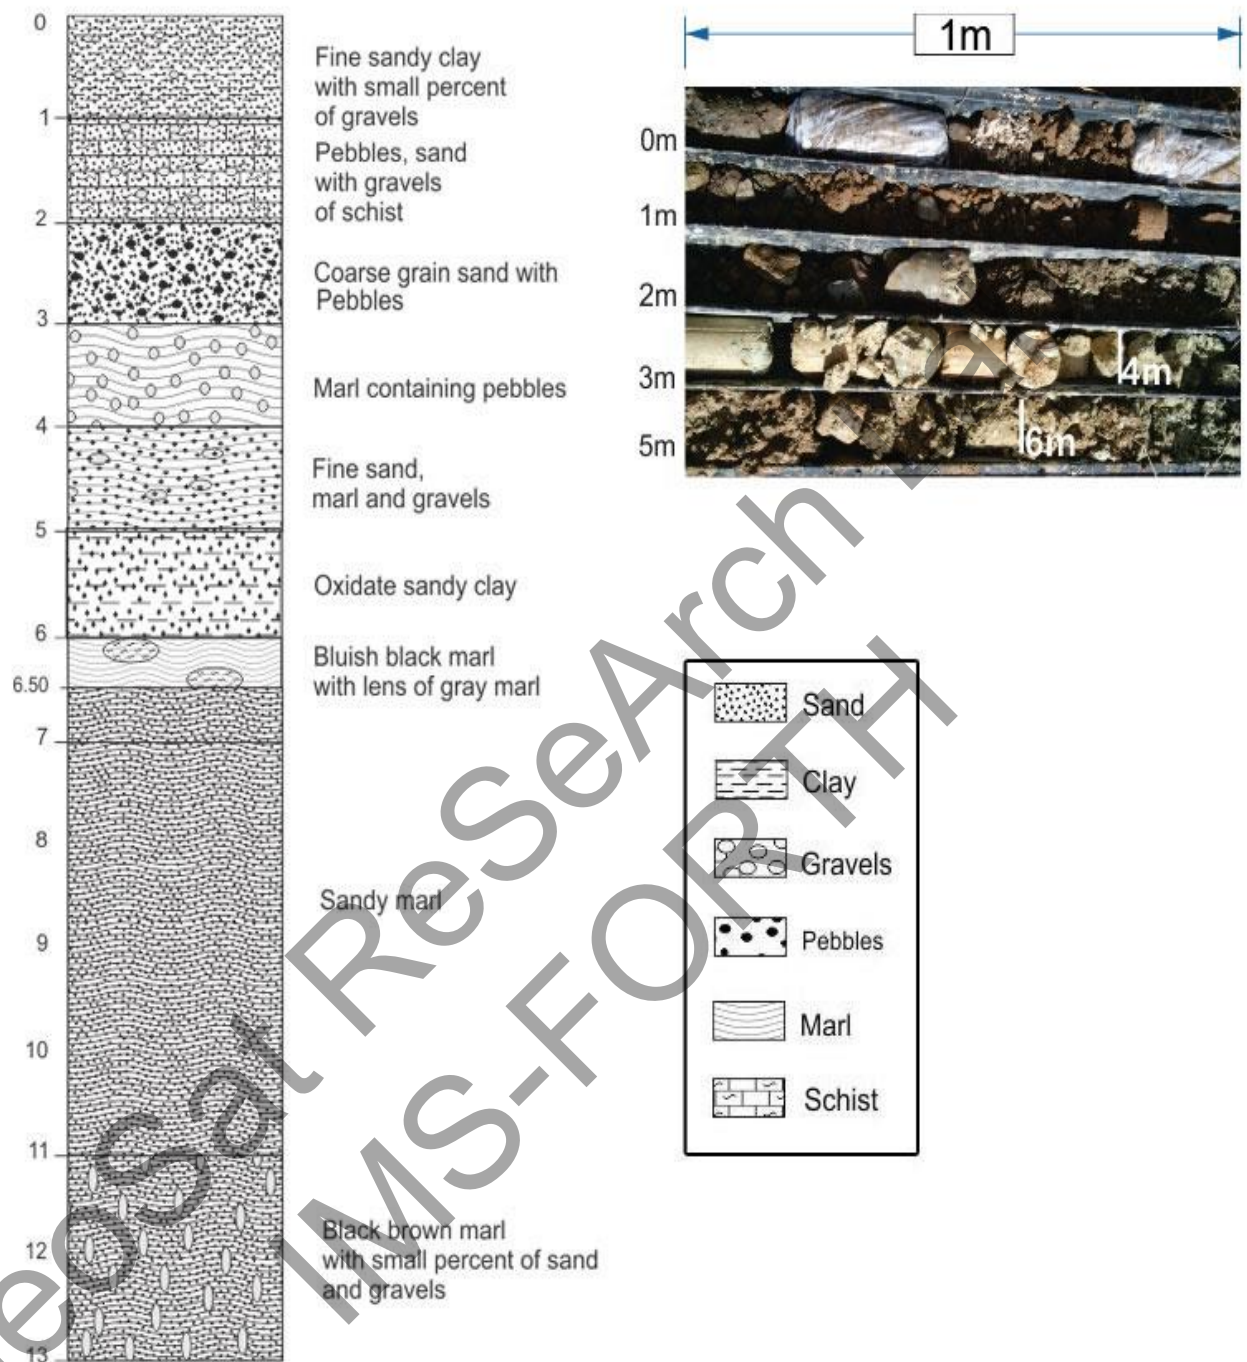 0
Fine sandy clay
with small percent
of gravels
1
Pebbles, sand
with gravels
of schist
2
Coarse grain sand with
Pebbles
3
Marl containing pebbles
4
Fine sand,
marl and gravels
5
Oxidate sandy clay
6
Bluish black marl
with lens of gray marl
6.50
7
8
Sandy marl
9
10
11
Black brown marl
with small percent of sand
and gravels
12
13
1m
0m
1m
2m
3m
4m
5m
6m
Sand
Clay
Gravels
Pebbles
Marl
Schist
eoSat ReSeArch
IMS-FORTH